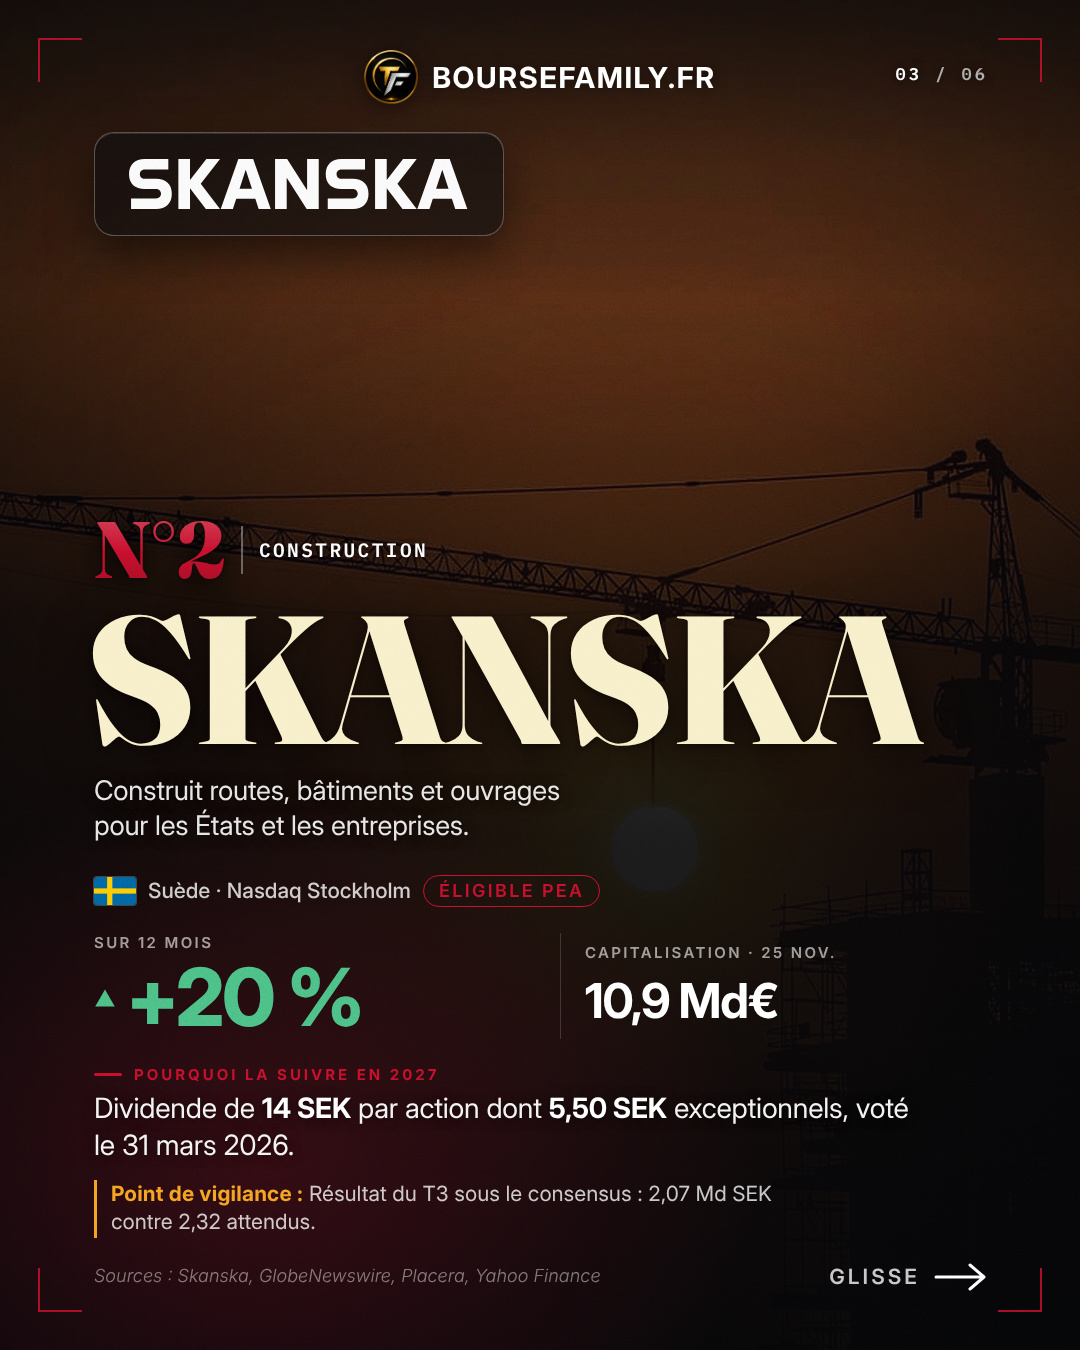 BOURSEFAMILY.FR
03 / 06
SKANSKA
N°2
CONSTRUCTION
SKANSKA
Construit routes, bâtiments et ouvrages
pour les États et les entreprises.
Suède · Nasdaq Stockholm
ÉLIGIBLE PEA
SUR 12 MOIS
+20 %
CAPITALISATION · 25 NOV.
10,9 Md€
POURQUOI LA SUIVRE EN 2027
Dividende de 14 SEK par action dont 5,50 SEK exceptionnels, voté
le 31 mars 2026.
Point de vigilance : Résultat du T3 sous le consensus : 2,07 Md SEK
contre 2,32 attendus.
Sources : Skanska, GlobeNewswire, Placera, Yahoo Finance
GLISSE